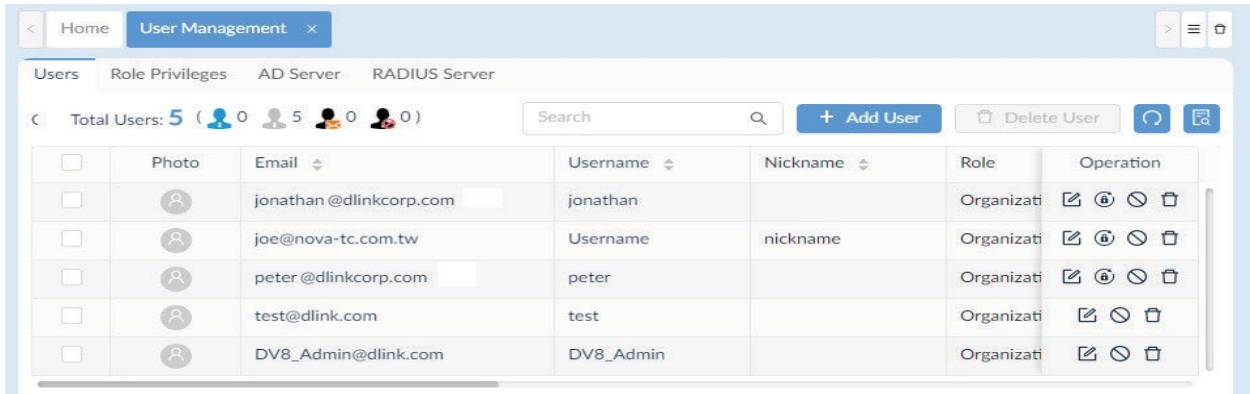 Home User Management ×
Users Role Privileges AD Server RADIUS Server
Total Users: 5 ( 0 5 0 0 ) Search + Add User Delete User
Photo Email Username Nickname Role Operation
jonathan @dlinkcorp.com jonathan Organizati
joe@nova-tc.com.tw Username nickname Organizati
peter @dlinkcorp.com peter Organizati
test@dlink.com test Organizati
DV8_Admin@dlink.com DV8_Admin Organizati